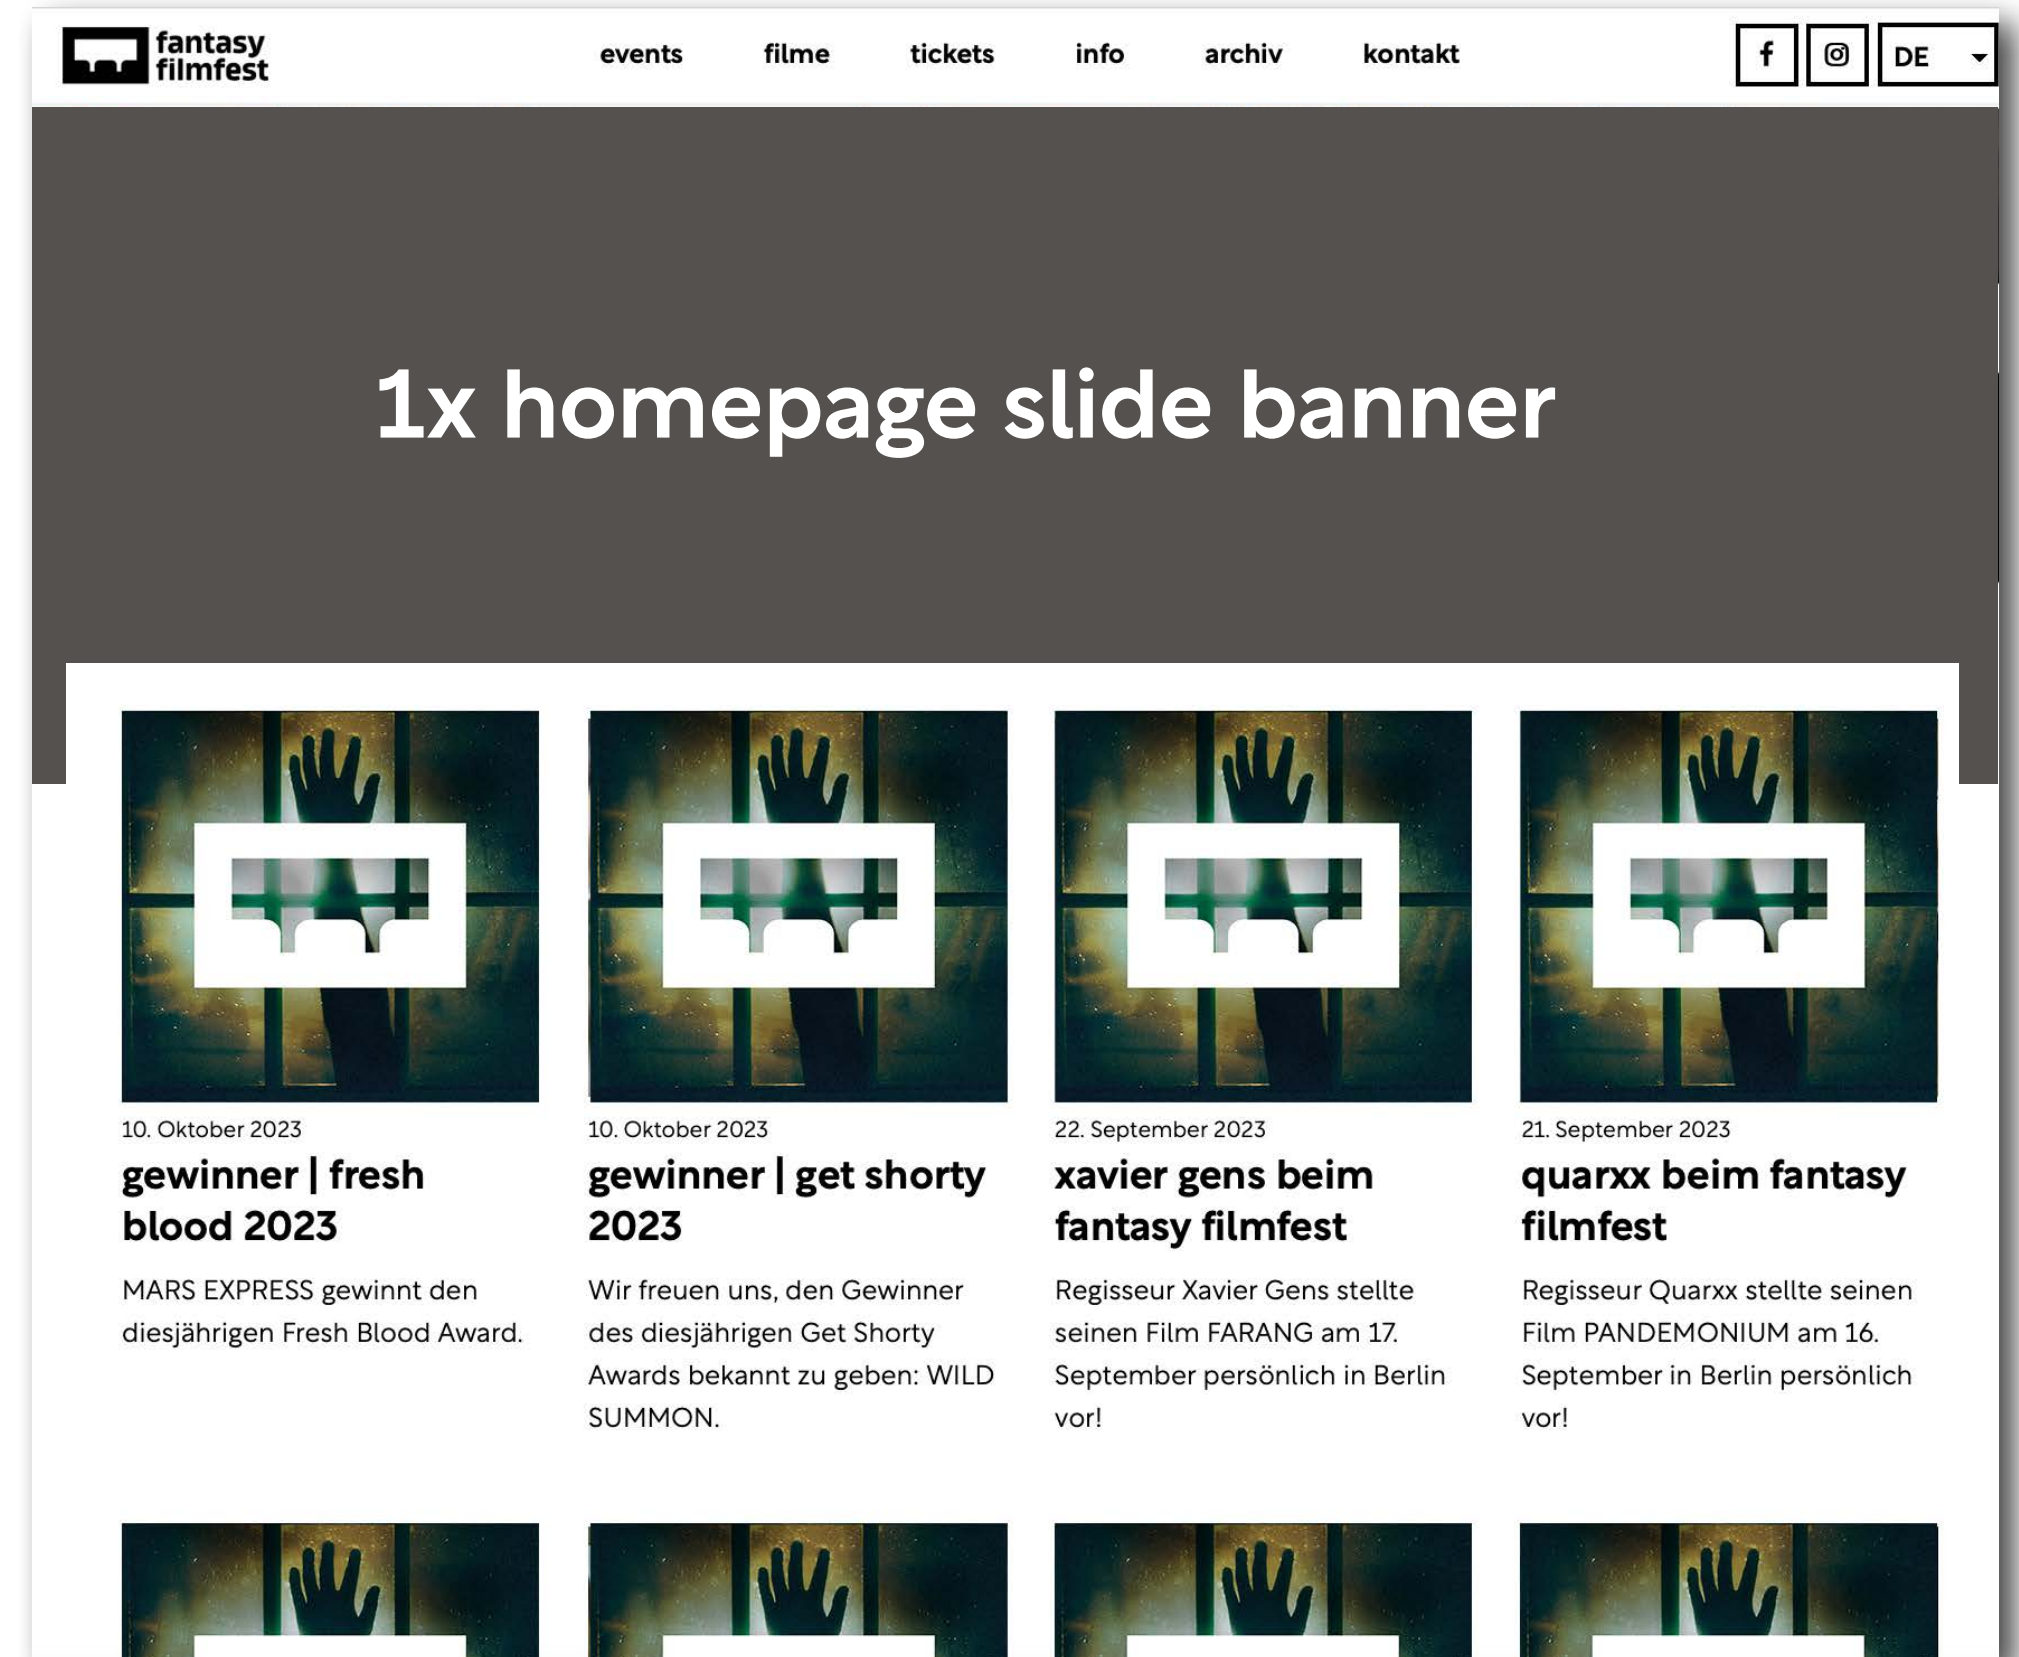 fantasy
filmfest
events filme tickets info archiv kontakt
f DE
1x homepage slide banner
10. Oktober 2023
gewinner | fresh
blood 2023
MARS EXPRESS gewinnt den
diesjährigen Fresh Blood Award.
10. Oktober 2023
gewinner | get shorty
2023
Wir freuen uns, den Gewinner
des diesjährigen Get Shorty
Awards bekannt zu geben: WILD
SUMMON.
22. September 2023
xavier gens beim
fantasy filmfest
Regisseur Xavier Gens stellte
seinen Film FARANG am 17.
September persönlich in Berlin
vor!
21. September 2023
quarxx beim fantasy
filmfest
Regisseur Quarxx stellte seinen
Film PANDEMONIUM am 16.
September in Berlin persönlich
vor!